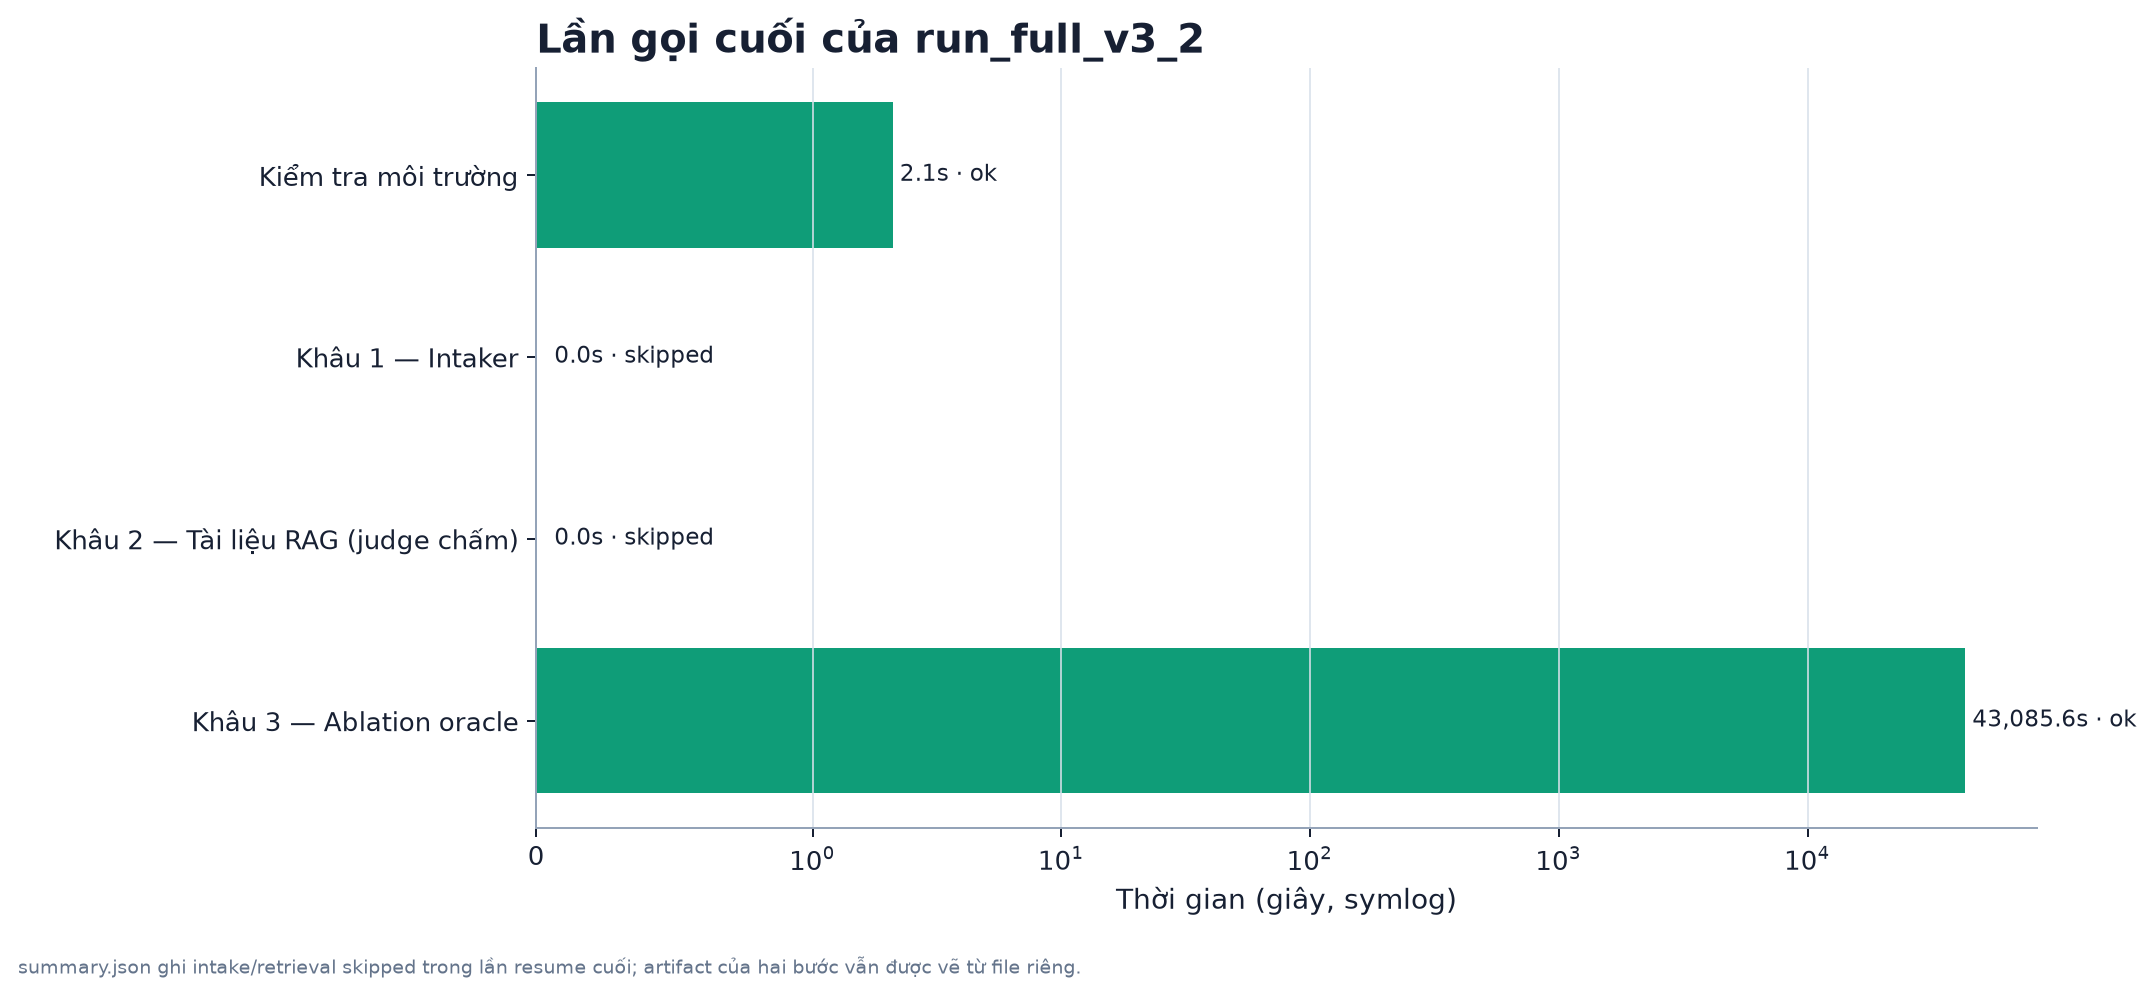 Lần gọi cuối của run_full_v3_2
Kiểm tra môi trường
2.1s · ok
Khâu 1 — Intaker
0.0s · skipped
Khâu 2 — Tài liệu RAG (judge chấm)
0.0s · skipped
Khâu 3 — Ablation oracle
43,085.6s · ok
0 10⁰ 10¹ 10² 10³ 10⁴
Thời gian (giây, symlog)
summary.json ghi intake/retrieval skipped trong lần resume cuối; artifact của hai bước vẫn được vẽ từ file riêng.